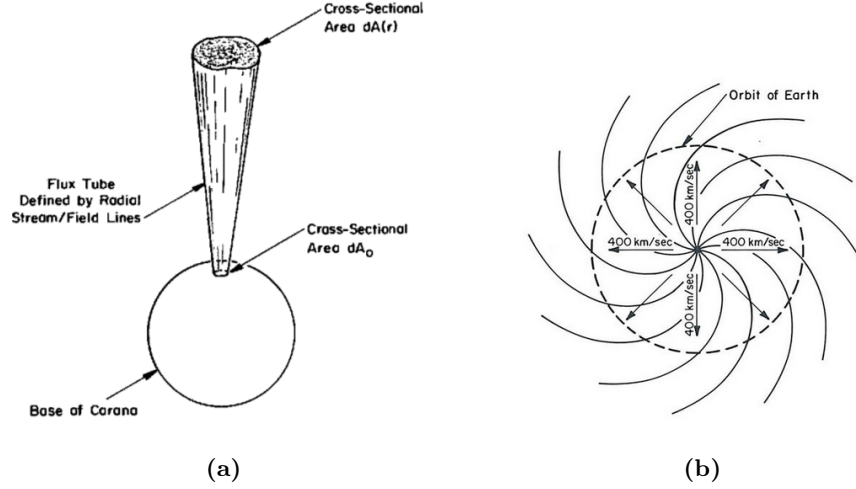 Cross-Sectional
Area dA(r)
Flux Tube
Defined by Radial
Stream/Field Lines
Cross-Sectional
Area dA₀
Base of Carana
(a)
Orbit of Earth
400 km/sec
400 km/sec
400 km/sec
400 km/sec
(b)